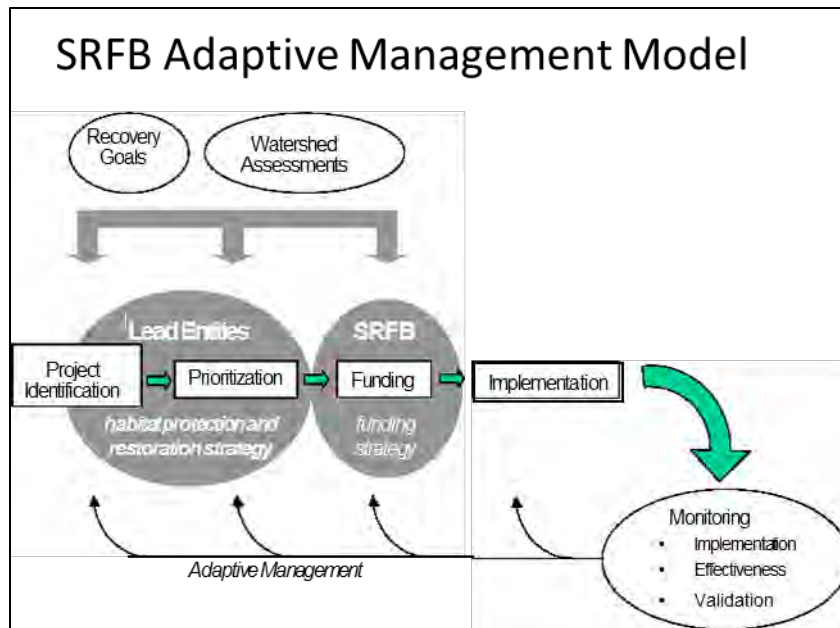 SRFB Adaptive Management Model
Recovery
Goals
Watershed
Assessments
Lead Entities
SRFB
Project
Identification
Prioritization
Funding
Implementation
habitat protection and
restoration strategy
funding
strategy
Adaptive Management
Monitoring
• Implementation
• Effectiveness
• Validation